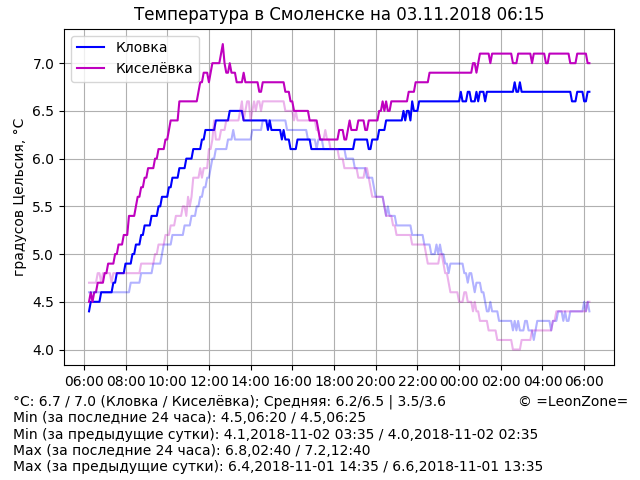 Температура в Смоленске на 03.11.2018 06:15
Кловка
Киселёвка
градусов Цельсия, °C
7.0
6.5
6.0
5.5
5.0
4.5
4.0
06:00 08:00 10:00 12:00 14:00 16:00 18:00 20:00 22:00 00:00 02:00 04:00 06:00
°C: 6.7 / 7.0 (Кловка / Киселёвка); Средняя: 6.2/6.5 | 3.5/3.6 © =LeonZone=
Min (за последние 24 часа): 4.5,06:20 / 4.5,06:25
Min (за предыдущие сутки): 4.1,2018-11-02 03:35 / 4.0,2018-11-02 02:35
Max (за последние 24 часа): 6.8,02:40 / 7.2,12:40
Max (за предыдущие сутки): 6.4,2018-11-01 14:35 / 6.6,2018-11-01 13:35